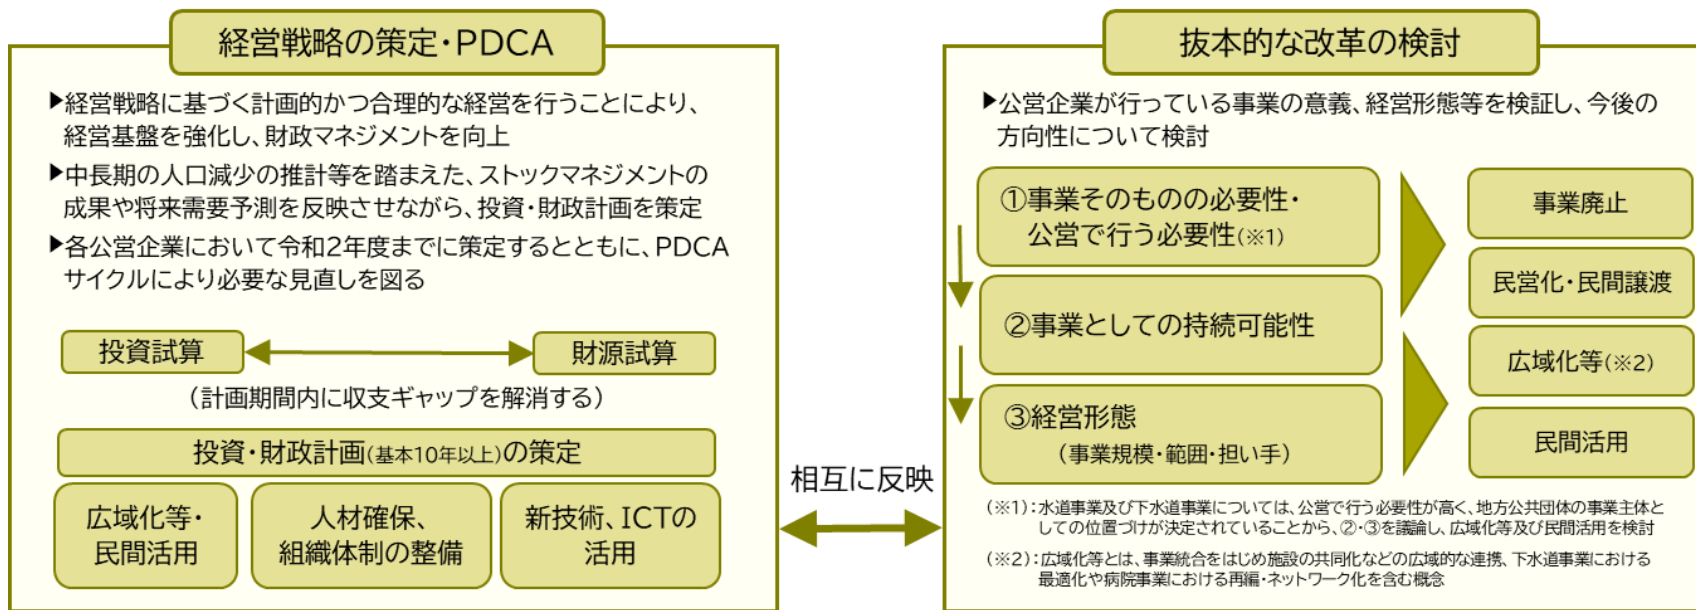 経営戦略の策定・PDCA
▶経営戦略に基づく計画的かつ合理的な経営を行うことにより、
経営基盤を強化し、財政マネジメントを向上
▶中長期の人口減少の推計等を踏まえた、ストックマネジメントの
成果や将来需要予測を反映させながら、投資・財政計画を策定
▶各公営企業において令和2年度までに策定するとともに、PDCA
サイクルにより必要な見直しを図る
投資試算
財源試算
（計画期間内に収支ギャップを解消する）
投資・財政計画(基本10年以上)の策定
広域化等・
民間活用
人材確保、
組織体制の整備
新技術、ICTの
活用
相互に反映
抜本的な改革の検討
▶公営企業が行っている事業の意義、経営形態等を検証し、今後の
方向性について検討
①事業そのものの必要性・
公営で行う必要性(※1)
②事業としての持続可能性
③経営形態
（事業規模・範囲・担い手）
事業廃止
民営化・民間譲渡
広域化等(※2)
民間活用
(※1)：水道事業及び下水道事業については、公営で行う必要性が高く、地方公共団体の事業主体と
しての位置づけが決定されていることから、②・③を議論し、広域化等及び民間活用を検討
(※2)：広域化等とは、事業統合をはじめ施設の共同化などの広域的な連携、下水道事業における
最適化や病院事業における再編・ネットワーク化を含む概念